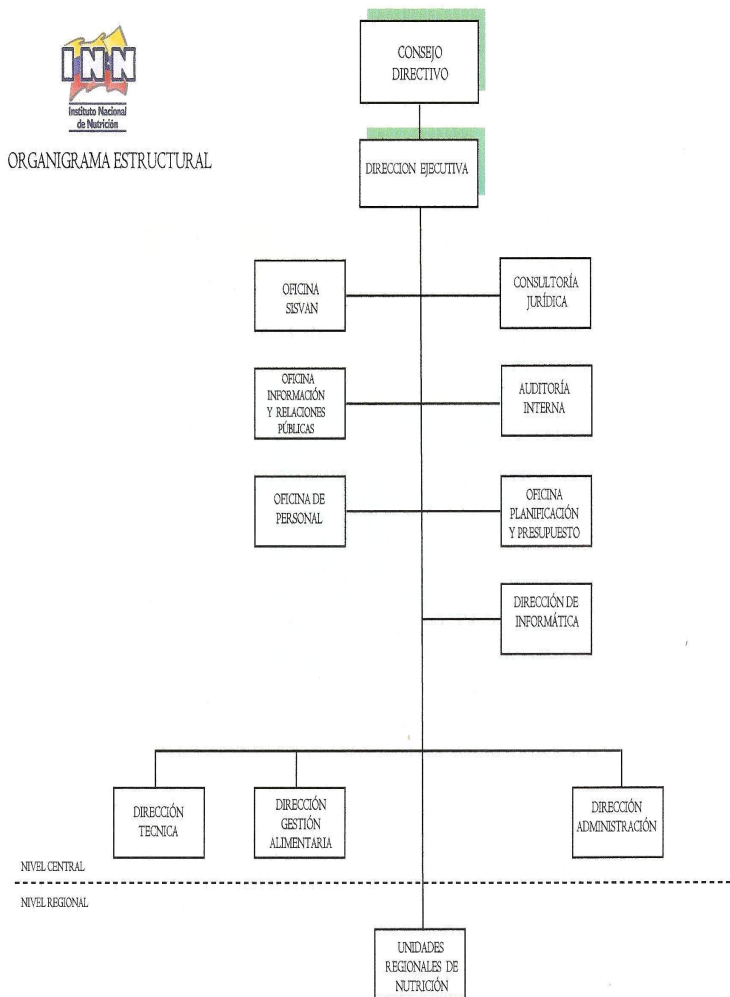 INN
Instituto Nacional
de Nutrición
ORGANIGRAMA ESTRUCTURAL
CONSEJO
DIRECTIVO
DIRECCION EJECUTIVA
OFICINA
SISVAN
CONSULTORÍA
JURÍDICA
OFICINA
INFORMACIÓN
Y RELACIONES
PÚBLICAS
AUDITORÍA
INTERNA
OFICINA DE
PERSONAL
OFICINA
PLANIFICACIÓN
Y PRESUPUESTO
DIRECCIÓN DE
INFORMÁTICA
DIRECCIÓN
TECNICA
DIRECCIÓN
GESTIÓN
ALIMENTARIA
DIRECCIÓN
ADMINISTRACIÓN
NIVEL CENTRAL
NIVEL REGIONAL
UNIDADES
REGIONALES DE
NUTRICIÓN